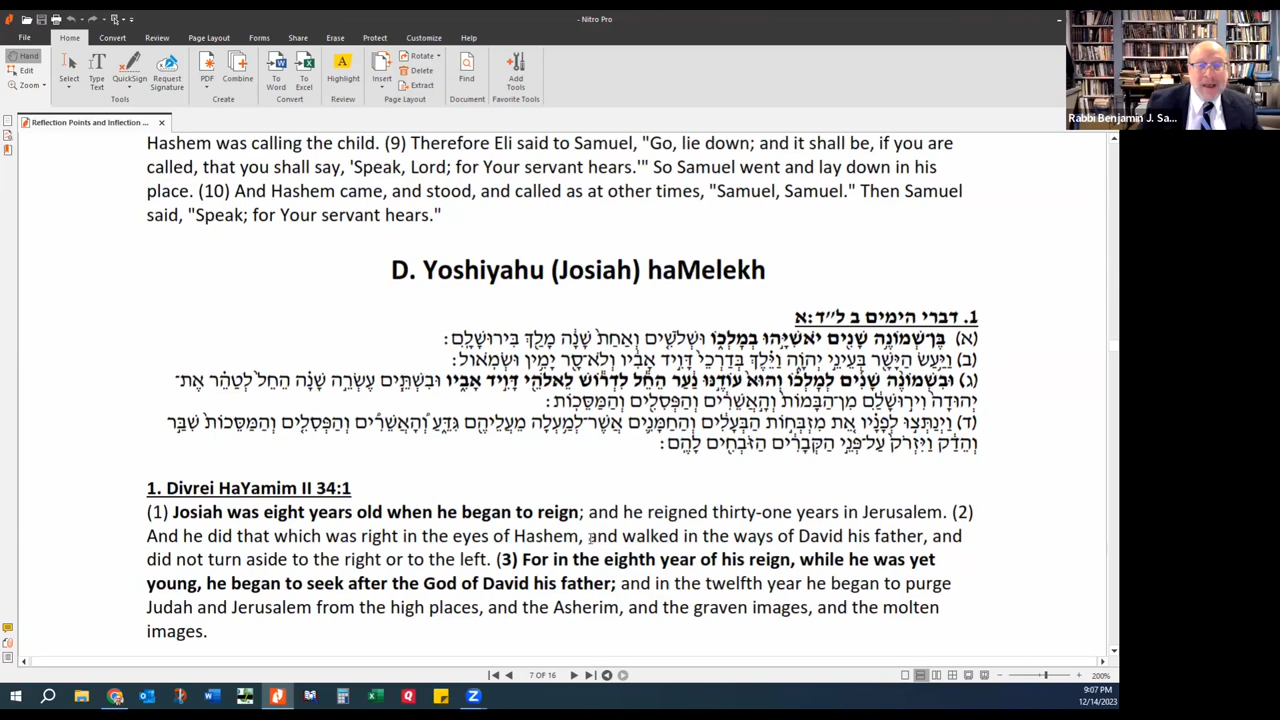 - Nitro Pro
File Home Convert Review Page Layout Forms Share Erase Protect Customize Help
Hand Edit Zoom
Select Type Text QuickSign Request Signature
Tools
PDF Combine
Create
To Word To Excel
Convert
Highlight
Review
Insert Rotate Delete Extract
Page Layout
Find
Document
Add Tools
Favorite Tools
Rabbi Benjamin J. Sa...
Reflection Points and Inflection ...
Hashem was calling the child. (9) Therefore Eli said to Samuel, "Go, lie down; and it shall be, if you are
called, that you shall say, 'Speak, Lord; for Your servant hears.'" So Samuel went and lay down in his
place. (10) And Hashem came, and stood, and called as at other times, "Samuel, Samuel." Then Samuel
said, "Speak; for Your servant hears."
D. Yoshiyahu (Josiah) haMelekh
1. דברי הימים ב ל״ד:א
(א) בֶּן־שְׁמוֹנֶ֥ה שָׁנִ֖ים יֹאשִׁיָּ֣הוּ בְמׇלְכ֑וֹ וּשְׁלֹשִׁ֤ים וְאַחַת֙ שָׁנָ֔ה מָלַ֖ךְ בִּירוּשָׁלָֽ͏ִם:
(ב) וַיַּ֥עַשׂ הַיָּשָׁ֖ר בְּעֵינֵ֣י יְהֹוָ֑ה וַיֵּ֗לֶךְ בְּדַרְכֵי֙ דָּוִ֣יד אָבִ֔יו וְלֹא־סָ֖ר יָמִ֥ין וּשְׂמֹֽאול:
(ג) וּבִשְׁמוֹנֶ֨ה שָׁנִ֜ים לְמׇלְכ֗וֹ וְהוּא֙ עוֹדֶ֣נּוּ נַ֔עַר הֵחֵ֕ל לִדְר֕וֹשׁ לֵאלֹהֵ֖י דָּוִ֣יד אָבִ֑יו וּבִשְׁתֵּ֧ים עֶשְׂרֵ֣ה שָׁנָ֗ה הֵחֵל֙ לְטַהֵ֔ר אֶת־
יְהוּדָה֙ וִיר֣וּשָׁלַ֔͏ִם מִן־הַבָּמוֹת֙ וְהָ֣אֲשֵׁרִ֔ים וְהַפְּסִלִ֖ים וְהַמַּסֵּכֽוֹת:
(ד) וַיְנַתְּצ֣וּ לְפָנָ֗יו אֵ֚ת מִזְבְּח֣וֹת הַבְּעָלִ֔ים וְהַֽחַמָּנִ֛ים אֲשֶׁר־לְמַ֥עְלָה מֵעֲלֵיהֶ֖ם גִּדֵּ֑עַ וְ֠הָאֲשֵׁרִ֠ים וְהַפְּסִלִ֤ים וְהַמַּסֵּכוֹת֙ שִׁבַּ֣ר
וְהֵדַ֔ק וַיִּזְרֹק֙ עַל־פְּנֵ֣י הַקְּבָרִ֔ים הַזֹּבְחִ֖ים לָהֶֽם:
1. Divrei HaYamim II 34:1
(1) Josiah was eight years old when he began to reign; and he reigned thirty-one years in Jerusalem. (2)
And he did that which was right in the eyes of Hashem, and walked in the ways of David his father, and
did not turn aside to the right or to the left. (3) For in the eighth year of his reign, while he was yet
young, he began to seek after the God of David his father; and in the twelfth year he began to purge
Judah and Jerusalem from the high places, and the Asherim, and the graven images, and the molten
images.
7 OF 16
200%
9:07 PM
12/14/2023